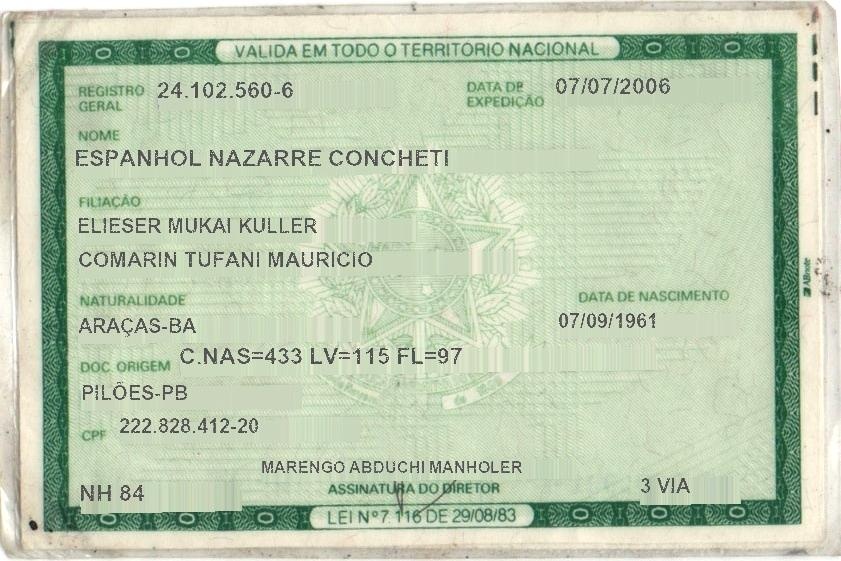 VALIDA EM TODO O TERRITÓRIO NACIONAL
REGISTRO GERAL 24.102.560-6 DATA DE EXPEDIÇÃO 07/07/2006
NOME
ESPANHOL NAZARRE CONCHETI
FILIAÇÃO
ELIESER MUKAI KULLER
COMARIN TUFANI MAURICIO
NATURALIDADE DATA DE NASCIMENTO
ARAÇAS-BA 07/09/1961
DOC. ORIGEM C.NAS=433 LV=115 FL=97
PILÕES-PB
CPF 222.828.412-20
MARENGO ABDUCHI MANHOLER
NH 84 ASSINATURA DO DIRETOR 3 VIA
LEI Nº 7.116 DE 29/08/83
ABnote